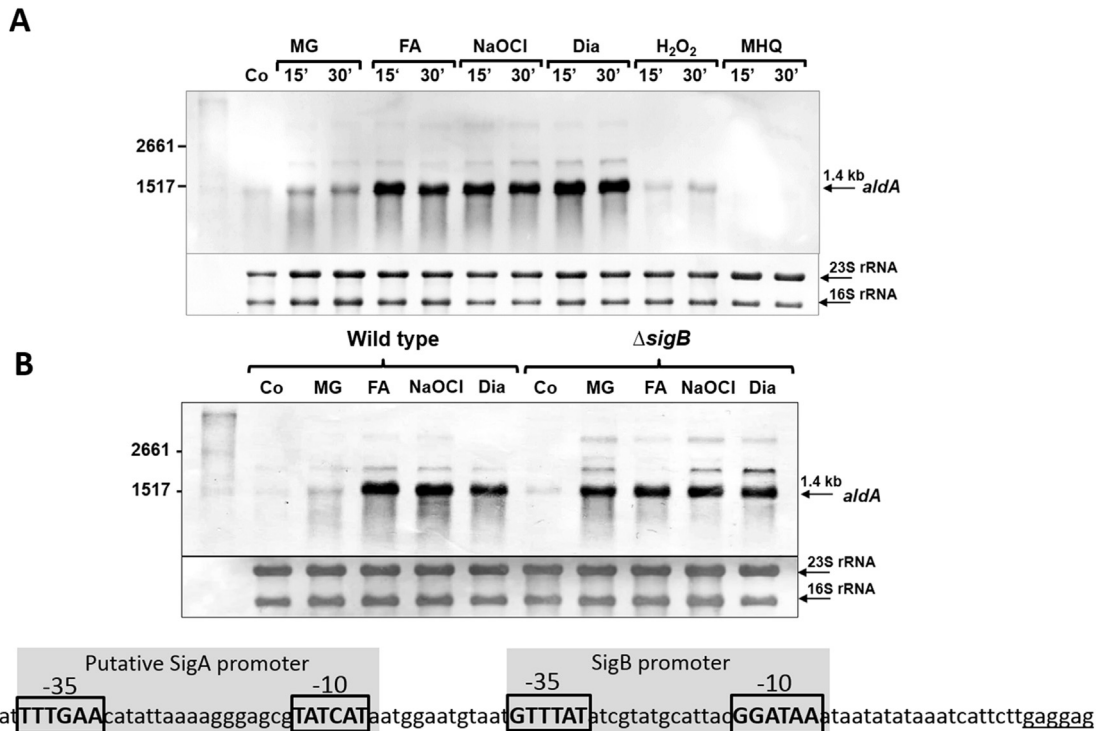 A
MG FA NaOCl Dia H₂O₂ MHQ
Co 15' 30' 15‘ 30' 15' 30' 15' 30' 15' 30' 15' 30'
2661
1517
1.4 kb
aldA
23S rRNA
16S rRNA
Wild type ΔsigB
B
Co MG FA NaOCl Dia Co MG FA NaOCl Dia
2661
1517
1.4 kb
aldA
23S rRNA
16S rRNA
Putative SigA promoter SigB promoter
-35 -10 -35 -10
atTTTGAAcatattaaaagggagcgTATCATaatggaatgtaatGTTTATatcgtatgcattacGGATAAataatatataaatcattcttgaggag